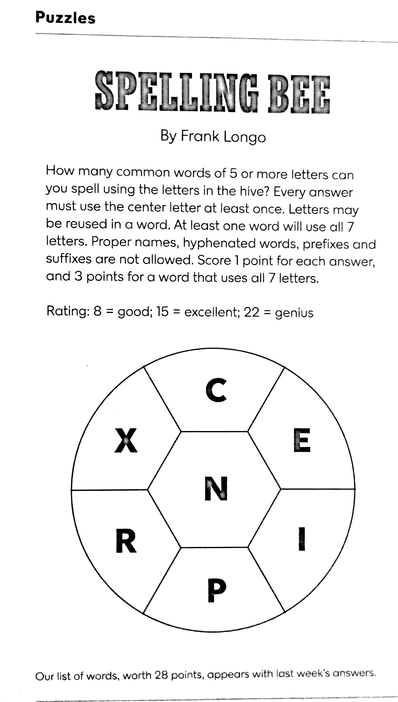 Puzzles
SPELLING BEE
By Frank Longo
How many common words of 5 or more letters can
you spell using the letters in the hive? Every answer
must use the center letter at least once. Letters may
be reused in a word. At least one word will use all 7
letters. Proper names, hyphenated words, prefixes and
suffixes are not allowed. Score 1 point for each answer,
and 3 points for a word that uses all 7 letters.
Rating: 8 = good; 15 = excellent; 22 = genius
C
X
E
N
R
I
P
Our list of words, worth 28 points, appears with last week's answers.